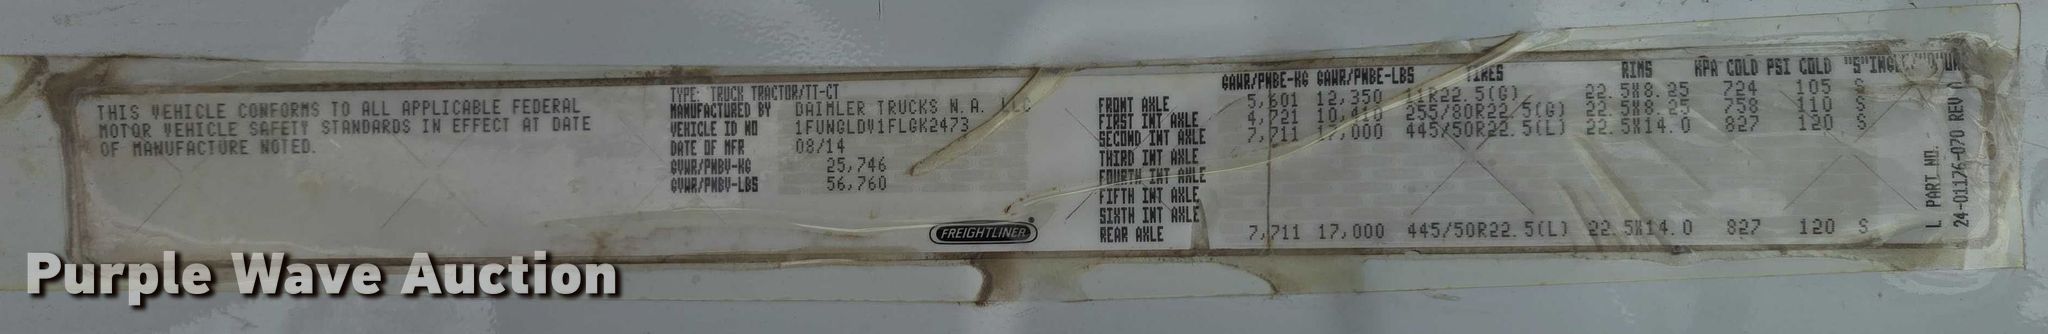 THIS VEHICLE CONFORMS TO ALL APPLICABLE FEDERAL
MOTOR VEHICLE SAFETY STANDARDS IN EFFECT AT DATE
OF MANUFACTURE NOTED.
TYPE: TRUCK TRACTOR/TT-CT
MANUFACTURED BY DAIMLER TRUCKS N.A. LLC
VEHICLE ID NO 1FUNGLDV1FLGK2473
DATE OF MFR 08/14
GVWR/PNBV-KG 25,746
GVWR/PNBV-LBS 56,760
FREIGHTLINER
GAWR/PNBE-KG GAWR/PNBE-LBS TIRES RIMS KPA COLD PSI COLD "S"INGLE/"D"UAL
FRONT AXLE 5,601 12,350 11R22.5(G) 22.5X8.25 724 105 S
FIRST INT AXLE 4,721 10,410 255/80R22.5(G) 22.5X8.25 758 110 S
SECOND INT AXLE 7,711 17,000 445/50R22.5(L) 22.5X14.0 827 120 S
THIRD INT AXLE
FOURTH INT AXLE
FIFTH INT AXLE
SIXTH INT AXLE
REAR AXLE 7,711 17,000 445/50R22.5(L) 22.5X14.0 827 120 S
L PART NO.
24-01176-070 REV
Purple Wave Auction